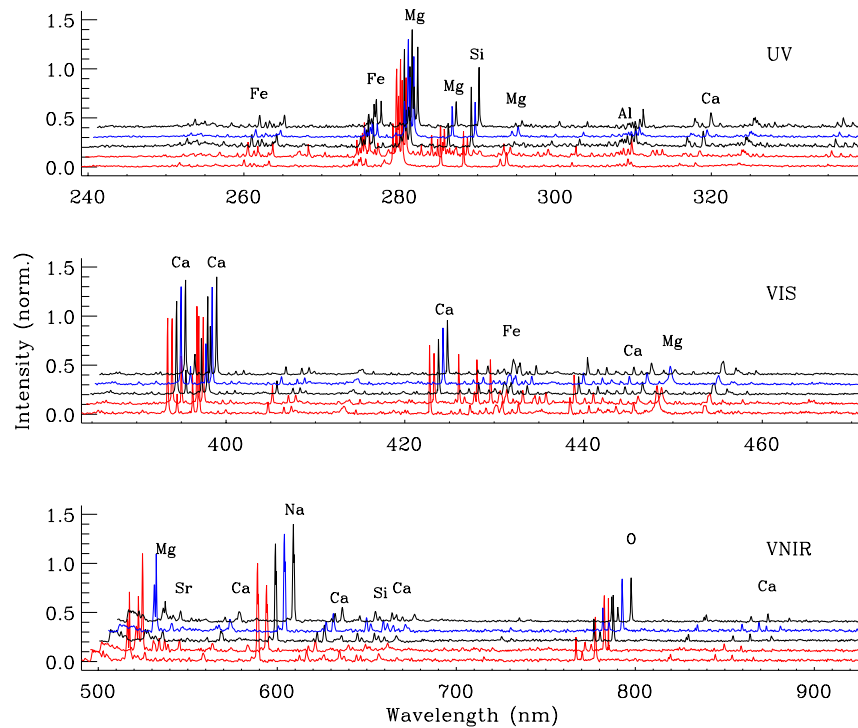 1.5
1.0
0.5
0.0
Fe
Fe
Mg
Mg
Si
Mg
Al
Ca
UV
240
260
280
300
320
Intensity (norm.)
1.5
1.0
0.5
0.0
Ca
Ca
Ca
Fe
Ca
Mg
VIS
400
420
440
460
1.5
1.0
0.5
0.0
Mg
Sr
Ca
Na
Ca
Si
Ca
O
Ca
VNIR
500
600
700
800
900
Wavelength (nm)